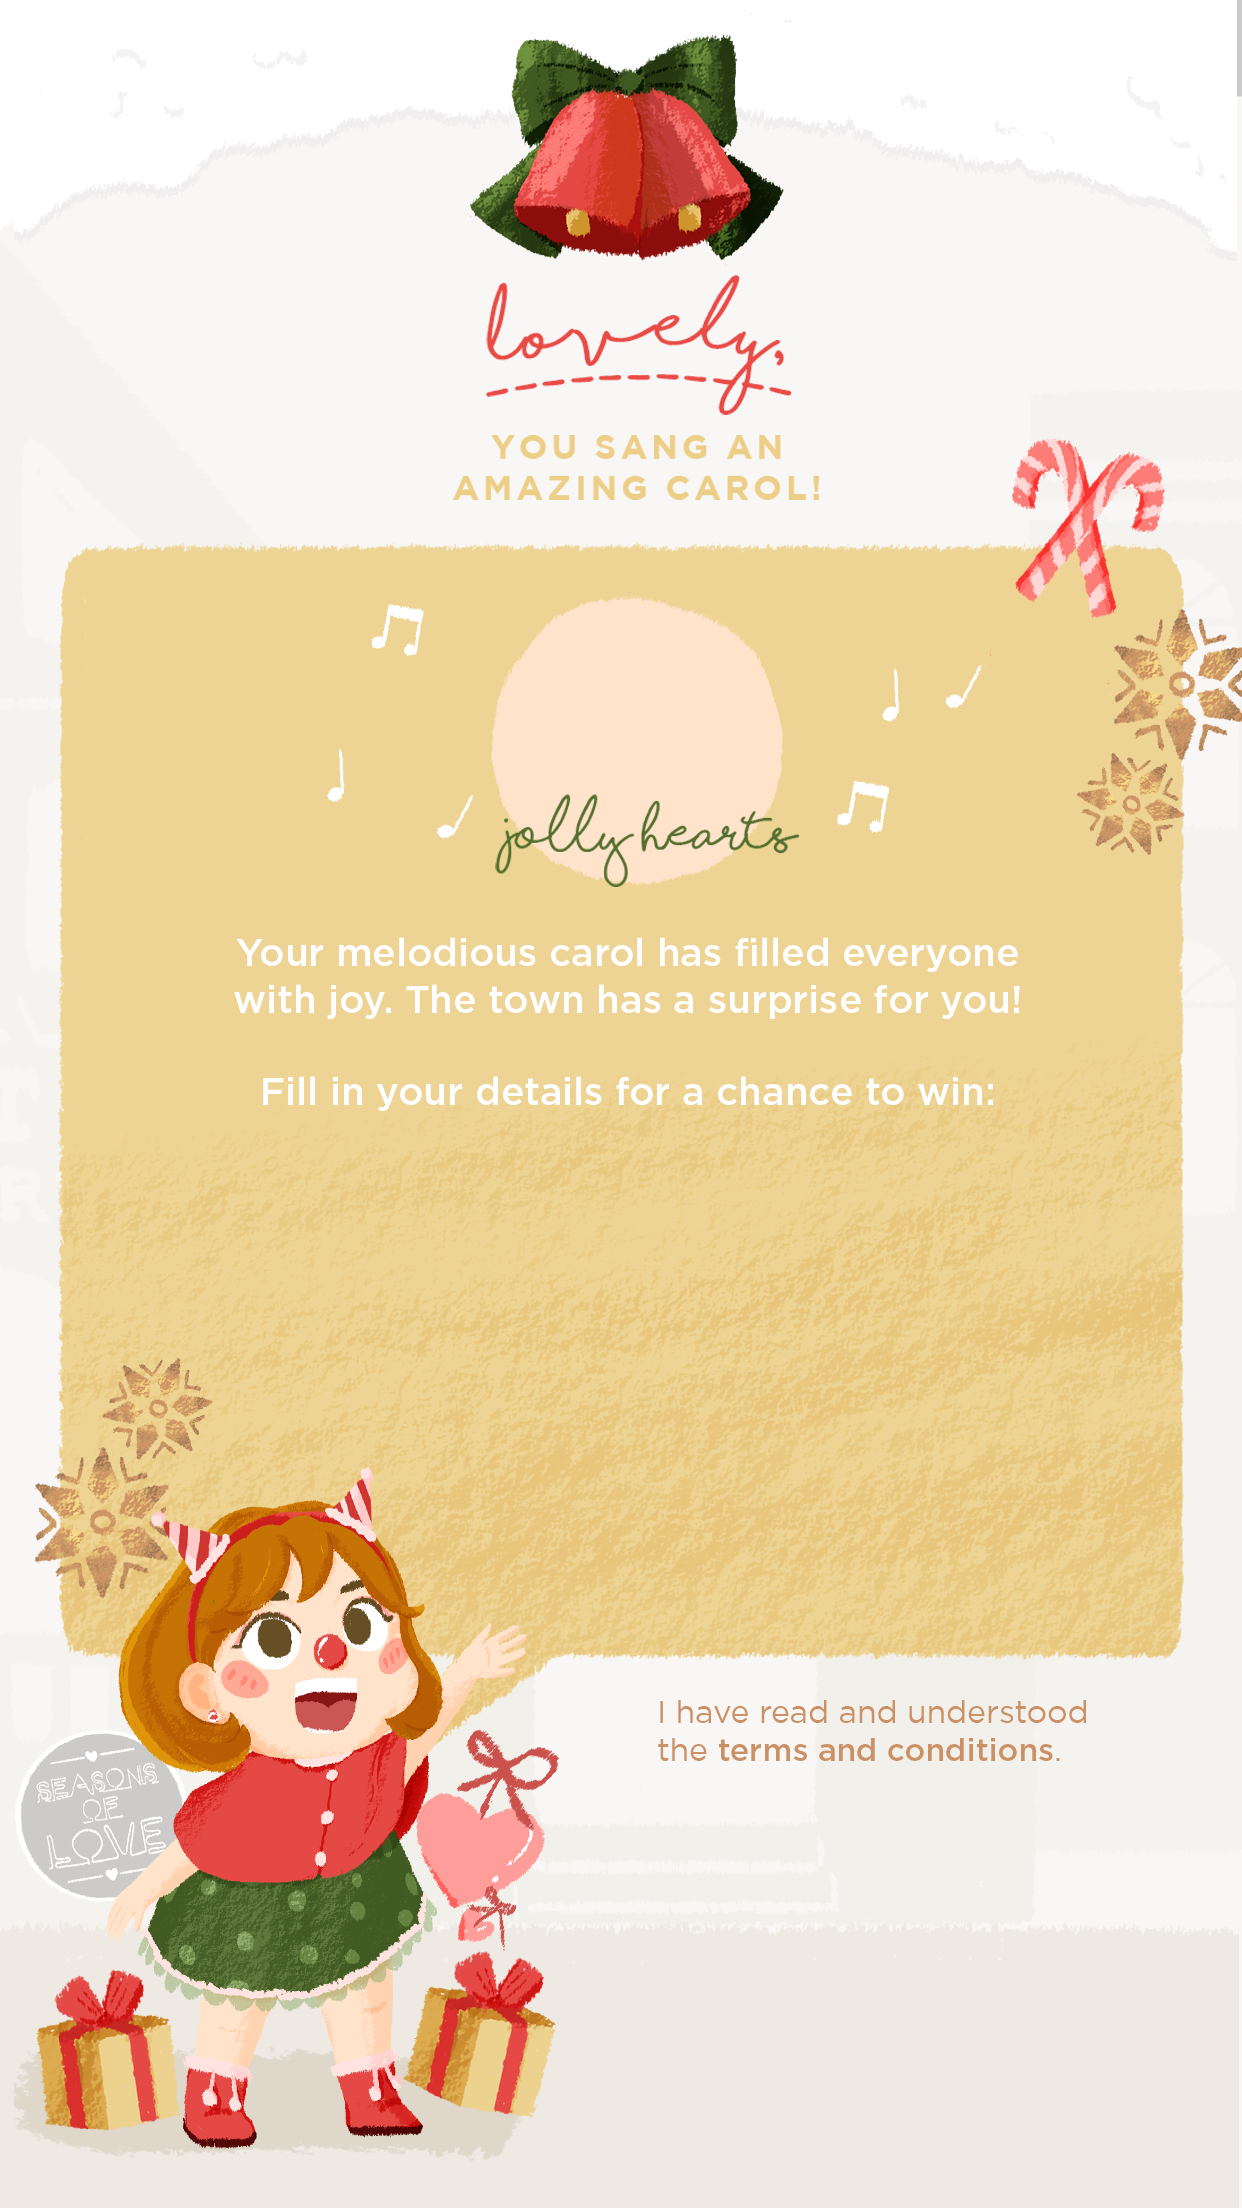 lovely,
YOU SANG AN
AMAZING CAROL!
jolly hearts
Your melodious carol has filled everyone
with joy. The town has a surprise for you!
Fill in your details for a chance to win:
I have read and understood
the terms and conditions.
SEASONS
OF
LOVE